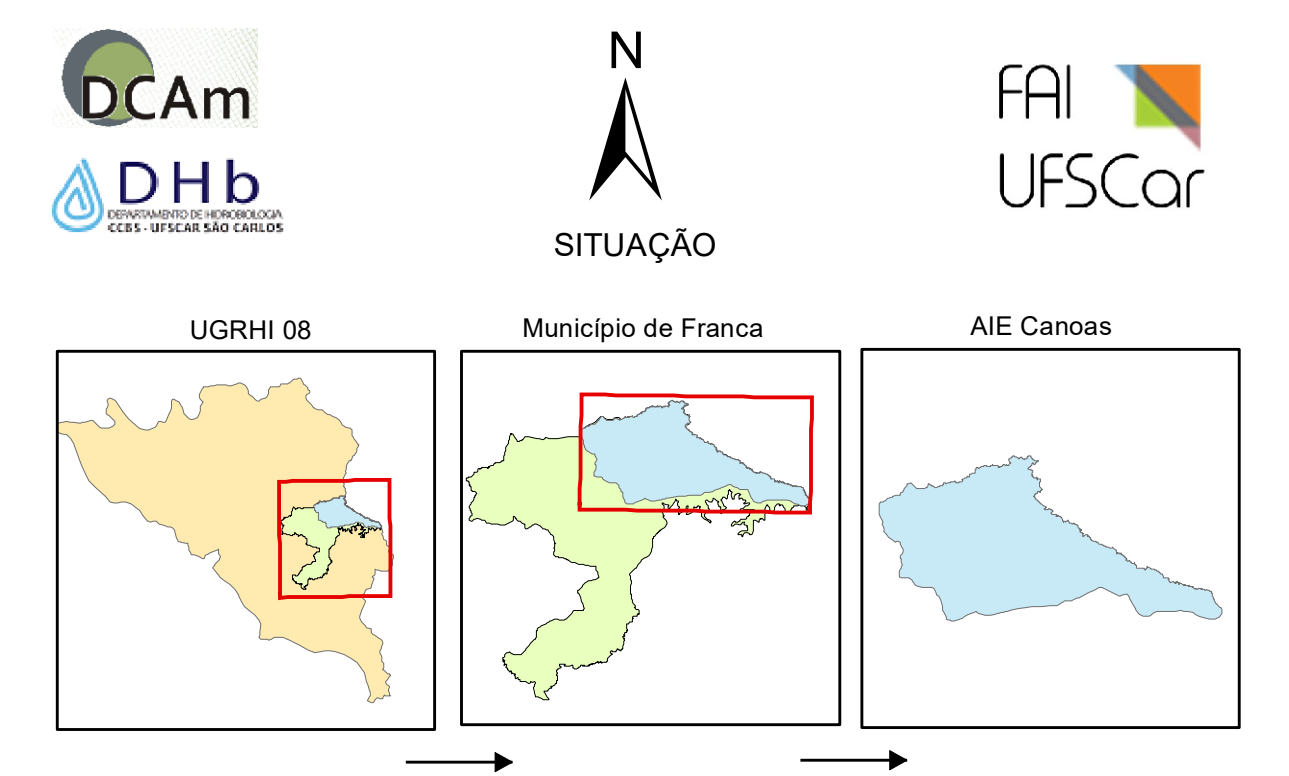 DCAm
DHb
DEPARTAMENTO DE HIDROBIOLOGIA
CCBS - UFSCAR SÃO CARLOS
N
SITUAÇÃO
FAI
UFSCar
UGRHI 08
Município de Franca
AIE Canoas